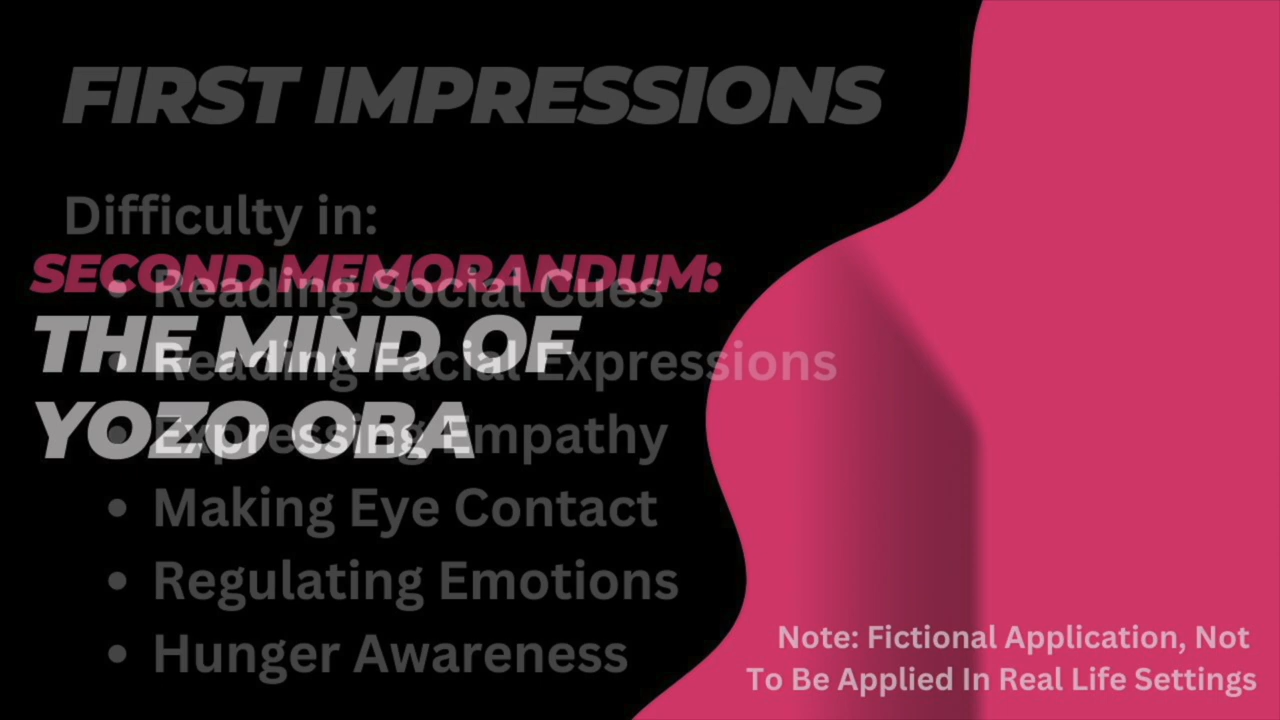 FIRST IMPRESSIONS
Difficulty in:
SECOND MEMORANDUM:
• Reading Social Cues
THE MIND OF
• Reading Facial Expressions
YOZO OBA
• Expressing Empathy
• Making Eye Contact
• Regulating Emotions
• Hunger Awareness
Note: Fictional Application, Not
To Be Applied In Real Life Settings